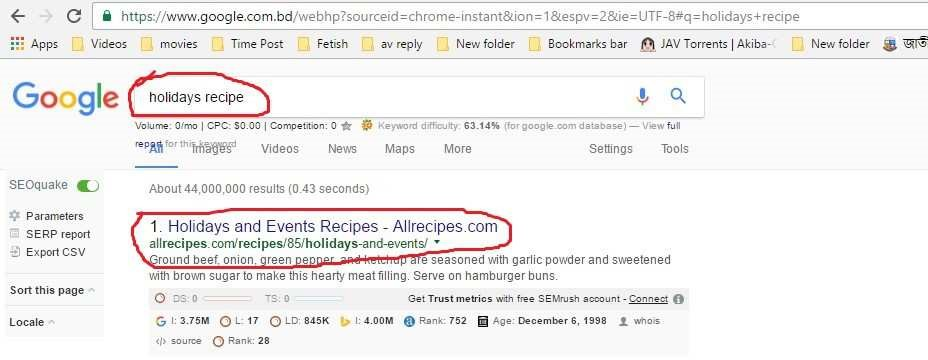 https://www.google.com.bd/webhp?sourceid=chrome-instant&ion=1&espv=2&ie=UTF-8#q=holidays+recipe
Apps Videos movies Time Post Fetish av reply New folder Bookmarks bar JAV Torrents | Akiba- New folder
Google holidays recipe
Volume: 0/mo | CPC: $0.00 | Competition: 0 Keyword difficulty: 63.14% (for google.com database) — View full
report for this keyword
All Images Videos News Maps More Settings Tools
SEOquake
About 44,000,000 results (0.43 seconds)
Parameters
SERP report
Export CSV
Sort this page
Locale
1. Holidays and Events Recipes - Allrecipes.com
allrecipes.com/recipes/85/holidays-and-events/
Ground beef, onion, green pepper, and ketchup are seasoned with garlic powder and sweetened
with brown sugar to make this hearty meat filling. Serve on hamburger buns.
DS: 0 TS: 0 Get Trust metrics with free SEMrush account - Connect
I: 3.75M L: 17 LD: 845K I: 4.00M Rank: 752 Age: December 6, 1998 whois
source Rank: 28